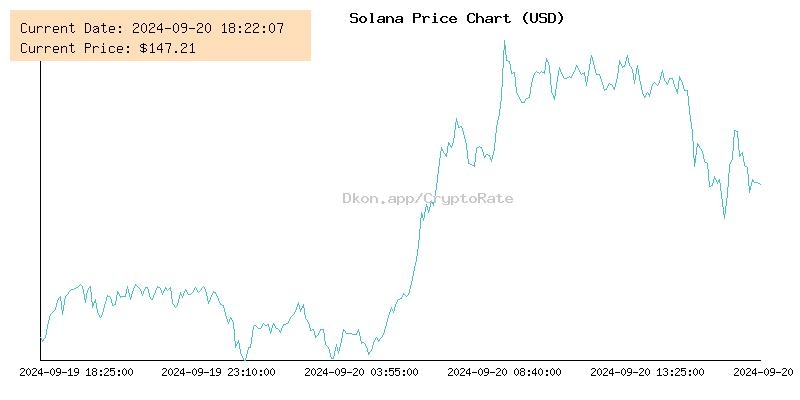 Solana Price Chart (USD)
Current Date: 2024-09-20 18:22:07
Current Price: $147.21
Dkon.app/CryptoRate
2024-09-19 18:25:00
2024-09-19 23:10:00
2024-09-20 03:55:00
2024-09-20 08:40:00
2024-09-20 13:25:00
2024-09-20